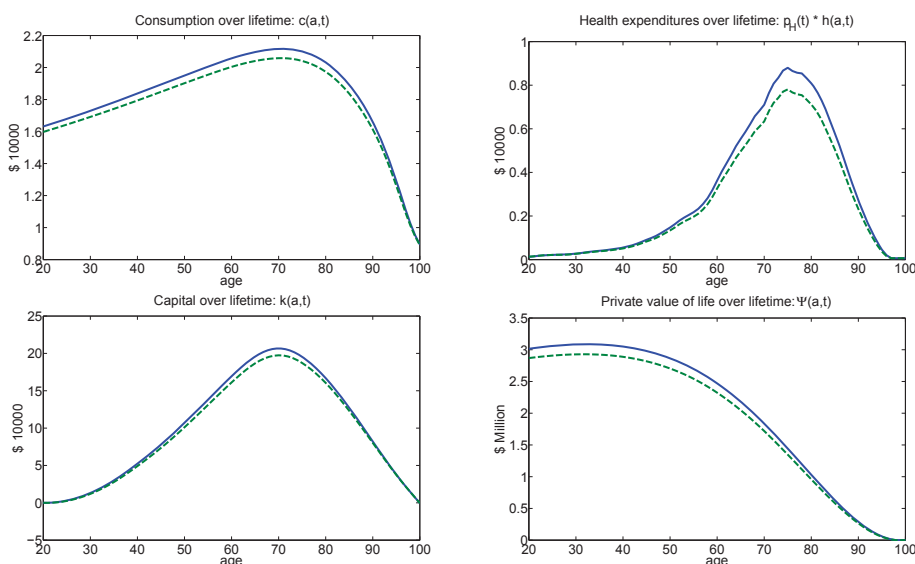 Consumption over lifetime: c(a,t)
2.2
2
1.8
1.6
1.4
1.2
1
0.8
$ 10000
20 30 40 50 60 70 80 90 100
age
Health expenditures over lifetime: p_H(t) * h(a,t)
1
0.8
0.6
0.4
0.2
0
$ 10000
20 30 40 50 60 70 80 90 100
age
Capital over lifetime: k(a,t)
25
20
15
10
5
0
−5
$ 10000
20 30 40 50 60 70 80 90 100
age
Private value of life over lifetime: Ψ(a,t)
3.5
3
2.5
2
1.5
1
0.5
0
$ Million
20 30 40 50 60 70 80 90 100
age